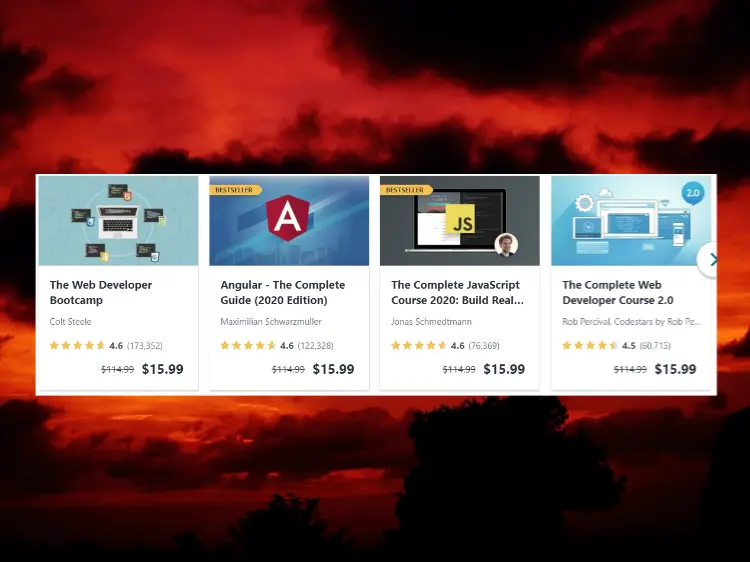 BESTSELLER
BESTSELLER
2.0
A
JS
The Web Developer
Bootcamp
Colt Steele
4.6 (173,352)
$114.99 $15.99
Angular - The Complete
Guide (2020 Edition)
Maximilian Schwarzmuller
4.6 (122,328)
$114.99 $15.99
The Complete JavaScript
Course 2020: Build Real...
Jonas Schmedtmann
4.6 (76,369)
$114.99 $15.99
The Complete Web
Developer Course 2.0
Rob Percival, Codestars by Rob Pe...
4.5 (60,715)
$114.99 $15.99